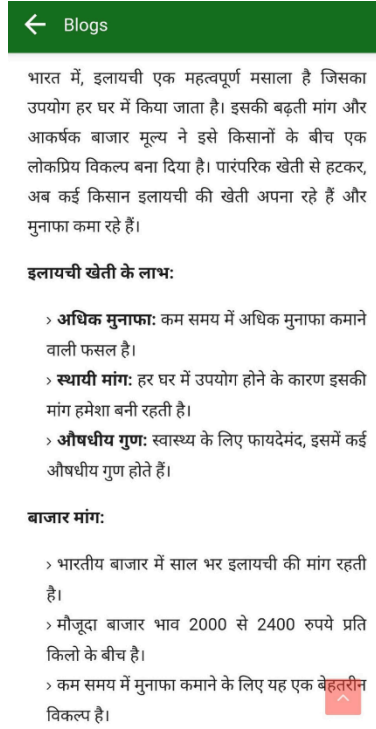 Blogs
भारत में, इलायची एक महत्वपूर्ण मसाला है जिसका
उपयोग हर घर में किया जाता है। इसकी बढ़ती मांग और
आकर्षक बाजार मूल्य ने इसे किसानों के बीच एक
लोकप्रिय विकल्प बना दिया है। पारंपरिक खेती से हटकर,
अब कई किसान इलायची की खेती अपना रहे हैं और
मुनाफा कमा रहे हैं।
इलायची खेती के लाभ:
› अधिक मुनाफा: कम समय में अधिक मुनाफा कमाने
वाली फसल है।
› स्थायी मांग: हर घर में उपयोग होने के कारण इसकी
मांग हमेशा बनी रहती है।
› औषधीय गुण: स्वास्थ्य के लिए फायदेमंद, इसमें कई
औषधीय गुण होते हैं।
बाजार मांग:
› भारतीय बाजार में साल भर इलायची की मांग रहती
है।
› मौजूदा बाजार भाव 2000 से 2400 रुपये प्रति
किलो के बीच है।
› कम समय में मुनाफा कमाने के लिए यह एक बेहतरीन
विकल्प है।